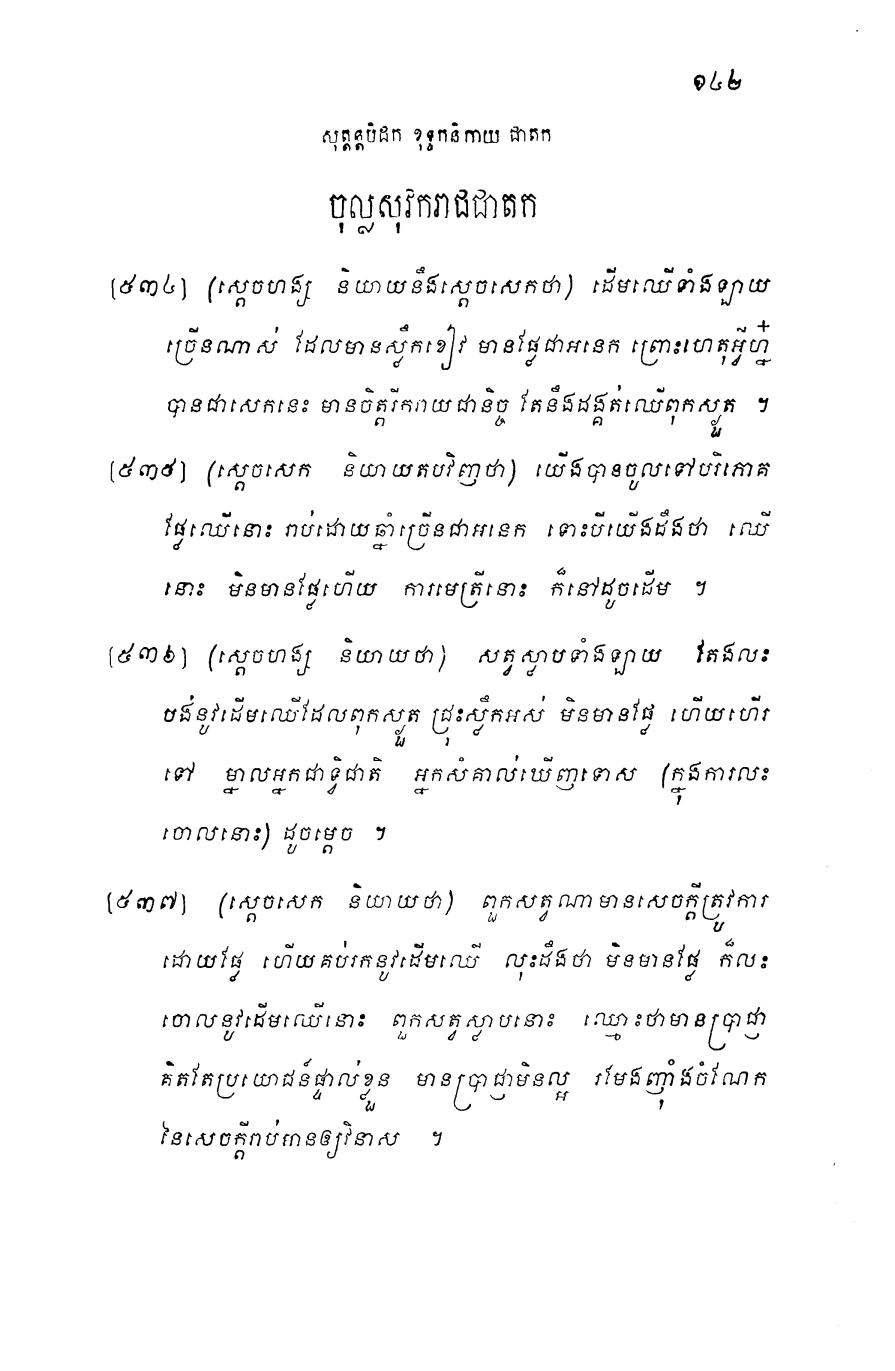 ១៤២
សុត្តន្តបិដក ខុទ្ទកនិកាយ ជាតក
ចុល្លសុវករាជជាតក
[៥៣៤] (ស្តេចហង្ស និយាយនឹងស្តេចសេកថា) ដើមឈើទាំងឡាយ
ច្រើនណាស់ ដែលមានស្លឹកខៀវ មានផ្លែជាអនេក ព្រោះហេតុអ្វីហ្ន៎
បានជាសេកនេះ មានចិត្តរីករាយជានិច្ច តែនឹងដង្គត់ឈើពុកស្ងួត ។
[៥៣៥] (ស្តេចសេក និយាយតបវិញថា) យើងបានចូលទៅបរិភោគ
ផ្លែឈើនោះ រាប់ដោយឆ្នាំច្រើនជាអនេក ទោះបីយើងដឹងថា ឈើ
នោះ មិនមានផ្លែហើយ ការមេត្រីនោះ ក៏នៅដូចដើម ។
[៥៣៦] (ស្តេចហង្ស និយាយថា) សត្វស្លាបទាំងឡាយ តែងលះ
បង់នូវដើមឈើដែលពុកស្ងួត ជ្រុះស្លឹកអស់ មិនមានផ្លែ ហើយហើរ
ទៅ ម្នាលអ្នកជាទ្វិជាតិ អ្នកសំគាល់ឃើញទោស (ក្នុងការលះ
ចោលនោះ) ដូចម្តេច ។
[៥៣៧] (ស្តេចសេក និយាយថា) ពួកសត្វណាមានសេចក្តីត្រូវការ
ដោយផ្លែ ហើយគប់រកនូវដើមឈើ លុះដឹងថា មិនមានផ្លែ ក៏លះ
ចោលនូវដើមឈើនោះ ពួកសត្វស្លាបនោះ ឈ្មោះថាមានប្រាជ្ញា
គិតតែប្រយោជន៍ផ្ទាល់ខ្លួន មានប្រាជ្ញាមិនល្អ រមែងញ៉ាំងចំណែក
នៃសេចក្តីរាប់អានឲ្យវិនាស ។